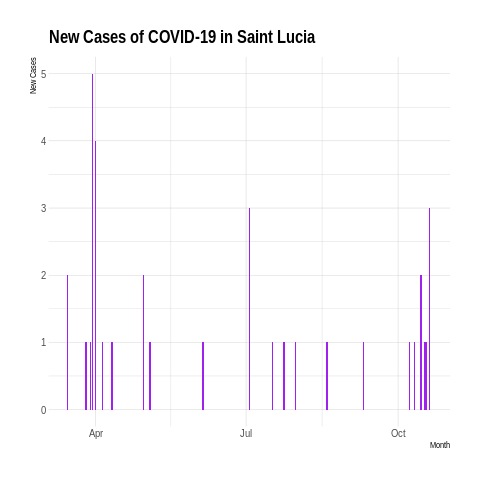 New Cases of COVID-19 in Saint Lucia
New Cases
5
4
3
2
1
0
Apr
Jul
Oct
Month